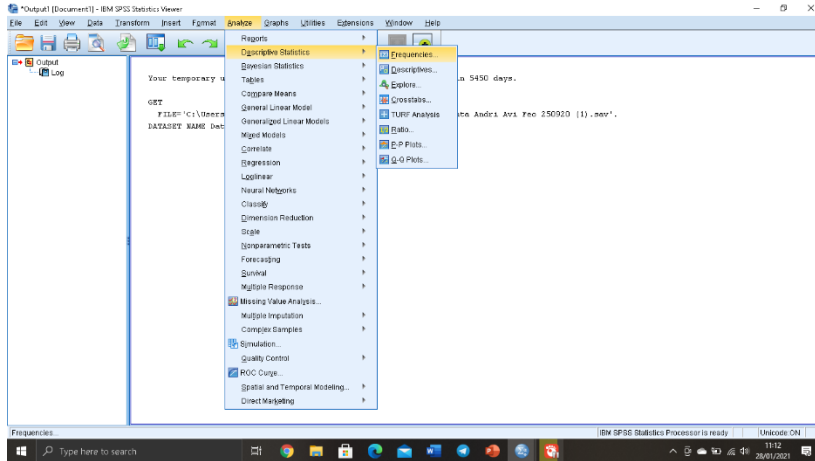 *Output1 [Document1] - IBM SPSS Statistics Viewer
File Edit View Data Transform Insert Format Analyze Graphs Utilities Extensions Window Help
Output
Log
Your temporary u
n 5450 days.
GET
FILE='C:\Users
ta Andri Avi Feo 250920 (1).sav'.
DATASET NAME Dat
Reports
Descriptive Statistics
Bayesian Statistics
Tables
Compare Means
General Linear Model
Generalized Linear Models
Mixed Models
Correlate
Regression
Loglinear
Neural Networks
Classify
Dimension Reduction
Scale
Nonparametric Tests
Forecasting
Survival
Multiple Response
Missing Value Analysis...
Multiple Imputation
Complex Samples
Simulation...
Quality Control
ROC Curve...
Spatial and Temporal Modeling...
Direct Marketing
Frequencies...
Descriptives...
Explore...
Crosstabs...
TURF Analysis
Ratio...
P-P Plots...
Q-Q Plots...
Frequencies...
IBM SPSS Statistics Processor is ready
Unicode:ON
Type here to search
11:12
28/01/2021